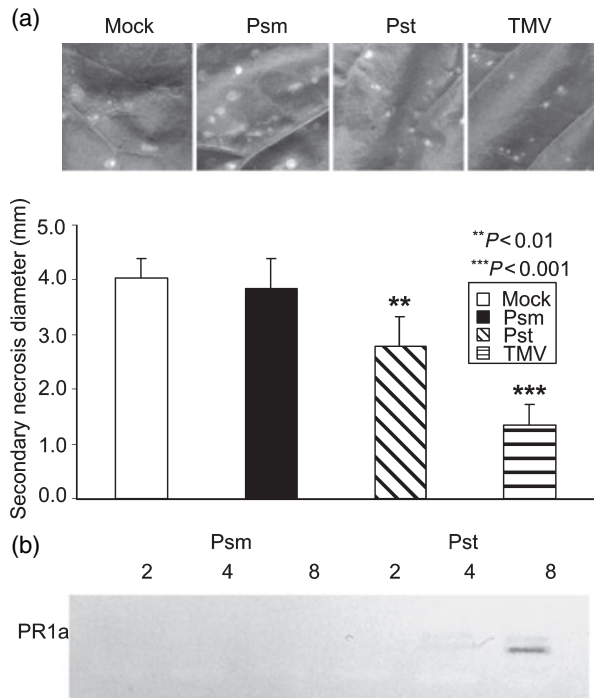 (a)
Mock Psm Pst TMV
Secondary necrosis diameter (mm)
5.0
4.0
3.0
2.0
1.0
0.0
**
***
**P< 0.01
***P< 0.001
Mock
Psm
Pst
TMV
(b)
Psm Pst
2 4 8 2 4 8
PR1a